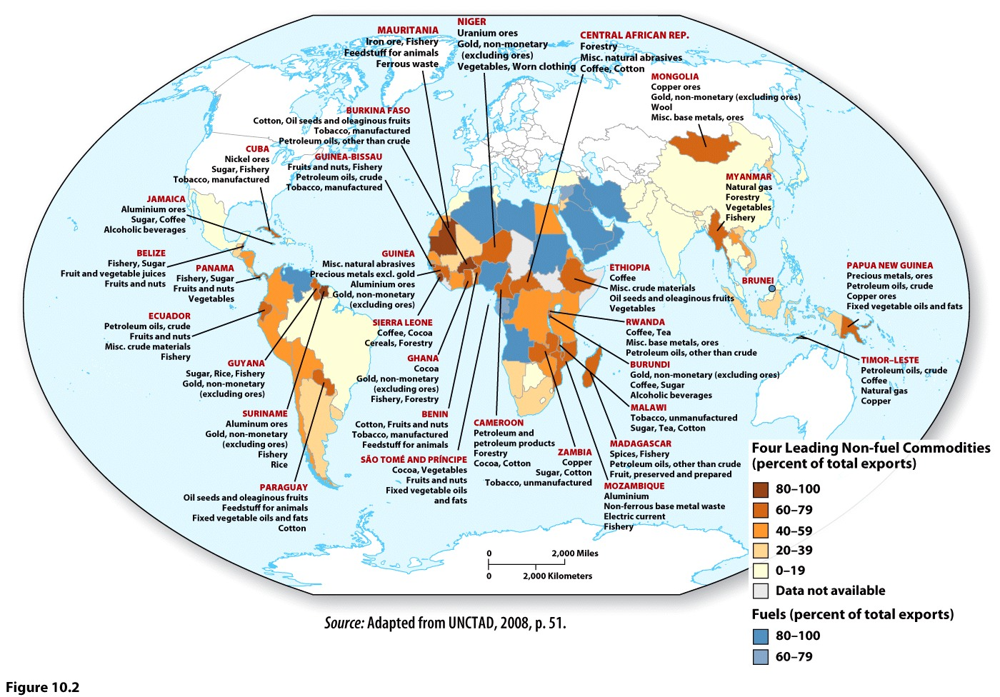 MAURITANIA
Iron ore, Fishery
Feedstuff for animals
Ferrous waste
NIGER
Uranium ores
Gold, non-monetary
(excluding ores)
Vegetables, Worn clothing
CENTRAL AFRICAN REP.
Forestry
Misc. natural abrasives
Coffee, Cotton
MONGOLIA
Copper ores
Gold, non-monetary (excluding ores)
Wool
Misc. base metals, ores
BURKINA FASO
Cotton, Oil seeds and oleaginous fruits
Tobacco, manufactured
Petroleum oils, other than crude
CUBA
Nickel ores
Sugar, Fishery
Tobacco, manufactured
GUINEA-BISSAU
Fruits and nuts, Fishery
Petroleum oils, crude
Tobacco, manufactured
MYANMAR
Natural gas
Forestry
Vegetables
Fishery
JAMAICA
Aluminium ores
Sugar, Coffee
Alcoholic beverages
BELIZE
Fishery, Sugar
Fruit and vegetable juices
Fruits and nuts
PANAMA
Fishery, Sugar
Fruits and nuts
Vegetables
GUINEA
Misc. natural abrasives
Precious metals excl. gold
Aluminium ores
Gold, non-monetary
(excluding ores)
ETHIOPIA
Coffee
Misc. crude materials
Oil seeds and oleaginous fruits
Vegetables
BRUNEI
PAPUA NEW GUINEA
Precious metals, ores
Petroleum oils, crude
Copper ores
Fixed vegetable oils and fats
ECUADOR
Petroleum oils, crude
Fruits and nuts
Misc. crude materials
Fishery
SIERRA LEONE
Coffee, Cocoa
Cereals, Forestry
RWANDA
Coffee, Tea
Misc. base metals, ores
Petroleum oils, other than crude
GUYANA
Sugar, Rice, Fishery
Gold, non-monetary
(excluding ores)
GHANA
Cocoa
Gold, non-monetary
(excluding ores)
Fishery, Forestry
BURUNDI
Gold, non-monetary (excluding ores)
Coffee, Sugar
Alcoholic beverages
TIMOR–LESTE
Petroleum oils, crude
Coffee
Natural gas
Copper
SURINAME
Aluminum ores
Gold, non-monetary
(excluding ores)
Fishery
Rice
BENIN
Cotton, Fruits and nuts
Tobacco, manufactured
Feedstuff for animals
CAMEROON
Petroleum and
petroleum products
Forestry
Cocoa, Cotton
MALAWI
Tobacco, unmanufactured
Sugar, Tea, Cotton
SÃO TOMÉ AND PRÍNCIPE
Cocoa, Vegetables
Fruits and nuts
Fixed vegetable oils
and fats
ZAMBIA
Copper
Sugar, Cotton
Tobacco, unmanufactured
MADAGASCAR
Spices, Fishery
Petroleum oils, other than crude
Fruit, preserved and prepared
PARAGUAY
Oil seeds and oleaginous fruits
Feedstuff for animals
Fixed vegetable oils and fats
Cotton
MOZAMBIQUE
Aluminium
Non-ferrous base metal waste
Electric current
Fishery
0 2,000 Miles
0 2,000 Kilometers
Four Leading Non-fuel Commodities
(percent of total exports)
80–100
60–79
40–59
20–39
0–19
Data not available
Fuels (percent of total exports)
80–100
60–79
Source: Adapted from UNCTAD, 2008, p. 51.
Figure 10.2